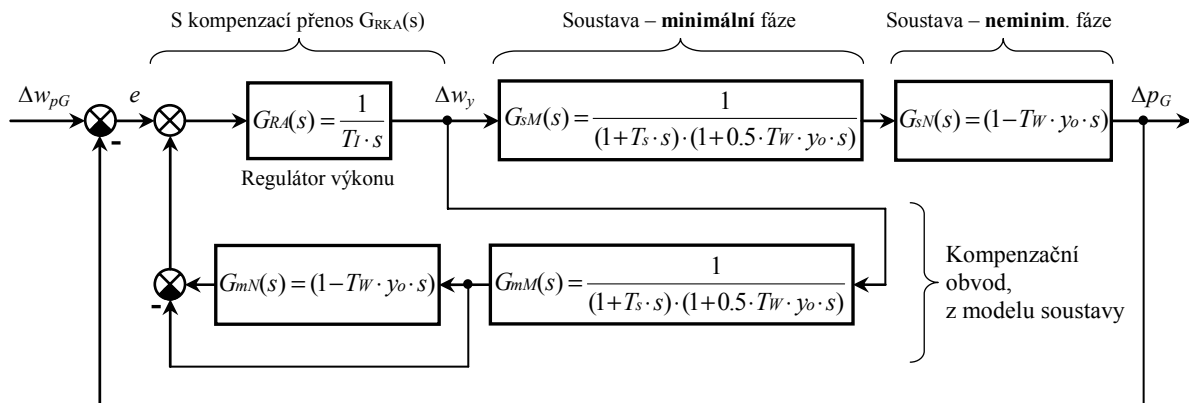 S kompenzací přenos G_RKA(s)
Soustava – minimální fáze
Soustava – neminim. fáze
Δw_pG
e
-
G_RA(s) = 1 / (T_I · s)
Regulátor výkonu
Δw_y
G_sM(s) = 1 / ((1+T_s · s) · (1+0.5 · T_W · y_o · s))
G_sN(s) = (1−T_W · y_o · s)
Δp_G
-
G_mN(s) = (1−T_W · y_o · s)
G_mM(s) = 1 / ((1+T_s · s) · (1+0.5 · T_W · y_o · s))
Kompenzační
obvod,
z modelu soustavy